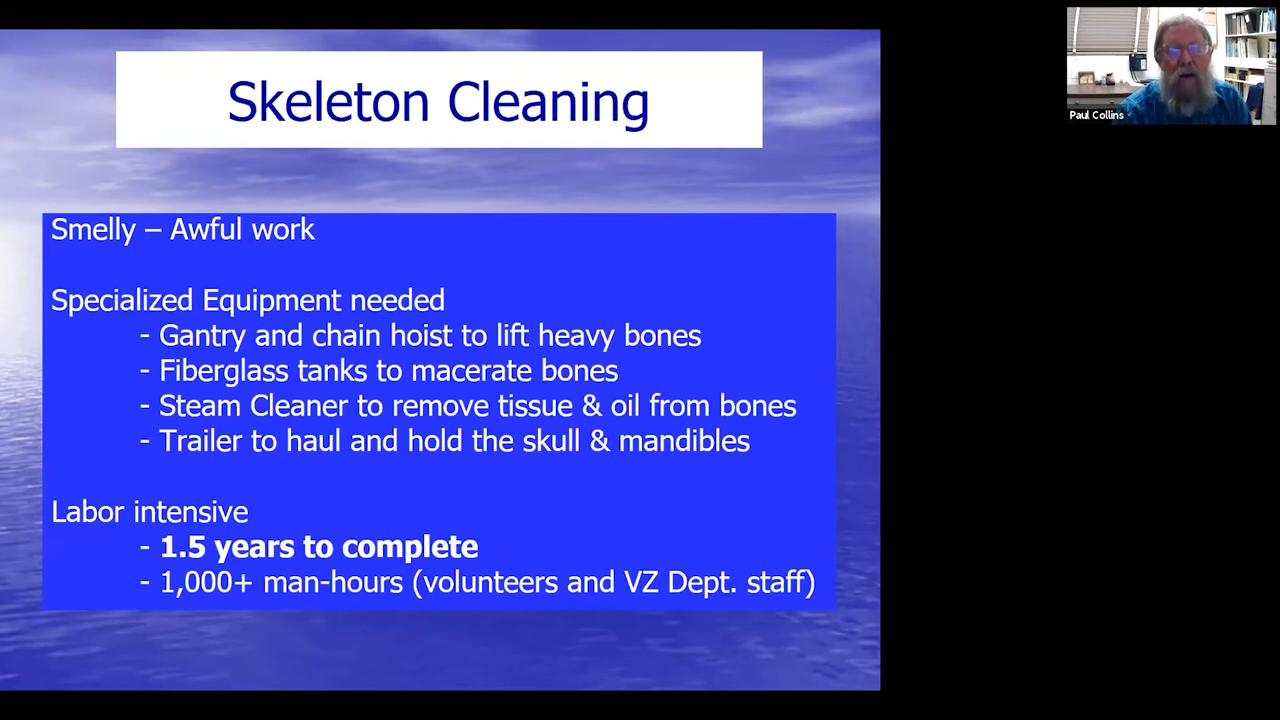 Skeleton Cleaning
Smelly – Awful work
Specialized Equipment needed
- Gantry and chain hoist to lift heavy bones
- Fiberglass tanks to macerate bones
- Steam Cleaner to remove tissue & oil from bones
- Trailer to haul and hold the skull & mandibles
Labor intensive
- 1.5 years to complete
- 1,000+ man-hours (volunteers and VZ Dept. staff)
Paul Collins